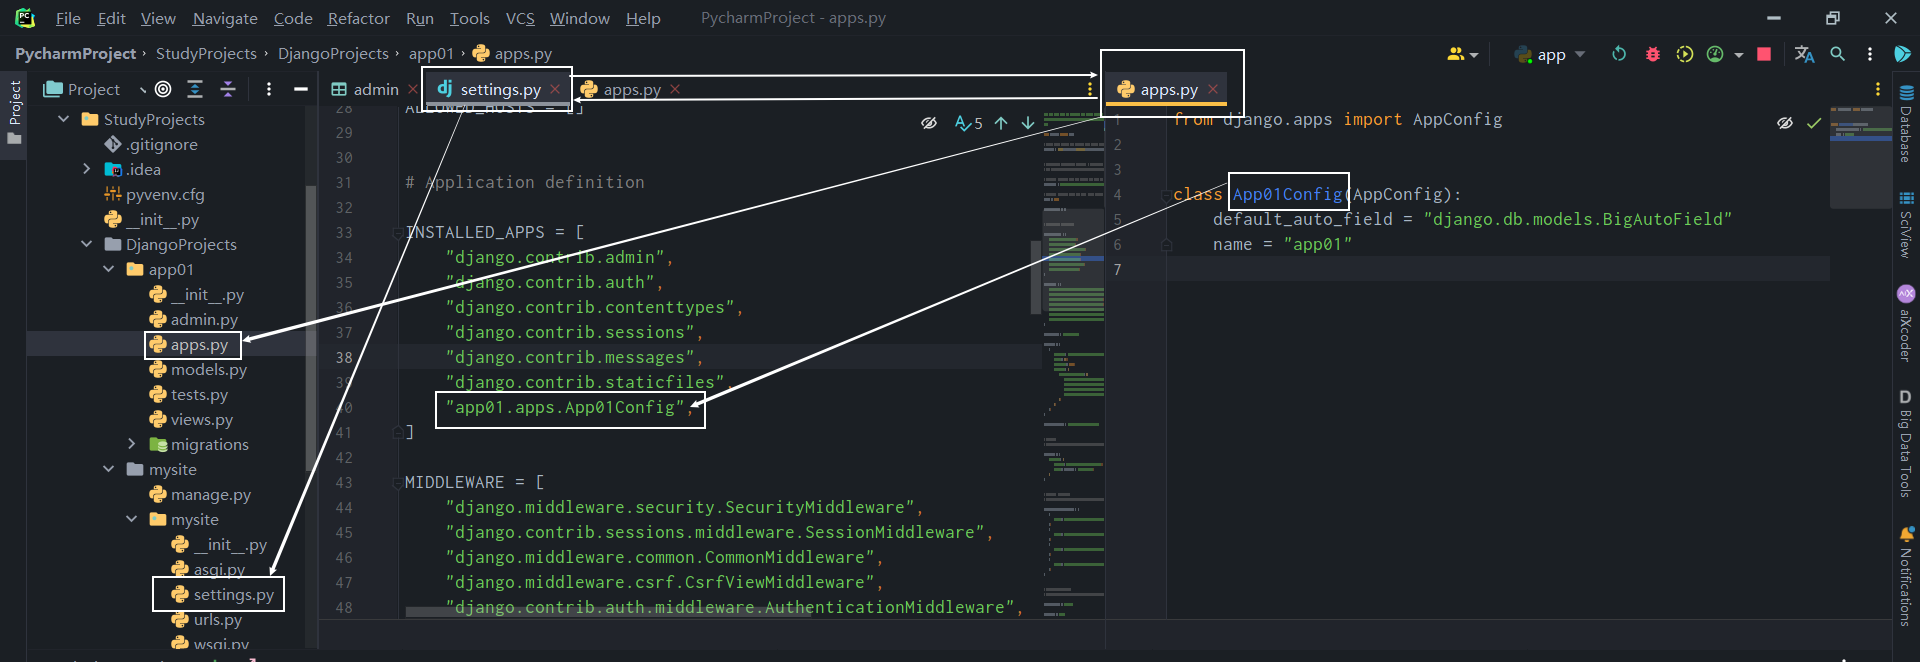 File Edit View Navigate Code Refactor Run Tools VCS Window Help PycharmProject - apps.py
PycharmProject › StudyProjects › DjangoProjects › app01 › apps.py
app
Project
Project
StudyProjects
.gitignore
.idea
pyvenv.cfg
__init__.py
DjangoProjects
app01
__init__.py
admin.py
apps.py
models.py
tests.py
views.py
migrations
mysite
manage.py
mysite
__init__.py
asgi.py
settings.py
urls.py
wsgi.py
admin settings.py apps.py
5
28 ALLOWED_HOSTS = []
29
30
31 # Application definition
32
33 INSTALLED_APPS = [
34 "django.contrib.admin",
35 "django.contrib.auth",
36 "django.contrib.contenttypes",
37 "django.contrib.sessions",
38 "django.contrib.messages",
39 "django.contrib.staticfiles",
40 "app01.apps.App01Config",
41 ]
42
43 MIDDLEWARE = [
44 "django.middleware.security.SecurityMiddleware",
45 "django.contrib.sessions.middleware.SessionMiddleware",
46 "django.middleware.common.CommonMiddleware",
47 "django.middleware.csrf.CsrfViewMiddleware",
48 "django.contrib.auth.middleware.AuthenticationMiddleware",
apps.py
1 from django.apps import AppConfig
2
3
4 class App01Config(AppConfig):
5 default_auto_field = "django.db.models.BigAutoField"
6 name = "app01"
7
Database
SciView
aiXcoder
Big Data Tools
Notifications